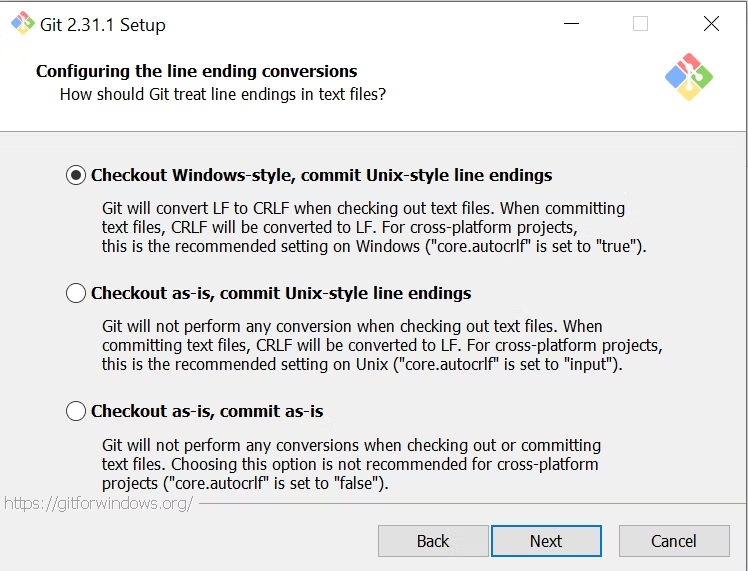 Git 2.31.1 Setup
Configuring the line ending conversions
How should Git treat line endings in text files?
Checkout Windows-style, commit Unix-style line endings
Git will convert LF to CRLF when checking out text files. When committing
text files, CRLF will be converted to LF. For cross-platform projects,
this is the recommended setting on Windows ("core.autocrlf" is set to "true").
Checkout as-is, commit Unix-style line endings
Git will not perform any conversion when checking out text files. When
committing text files, CRLF will be converted to LF. For cross-platform projects,
this is the recommended setting on Unix ("core.autocrlf" is set to "input").
Checkout as-is, commit as-is
Git will not perform any conversions when checking out or committing
text files. Choosing this option is not recommended for cross-platform
projects ("core.autocrlf" is set to "false").
https://gitforwindows.org/
Back Next Cancel